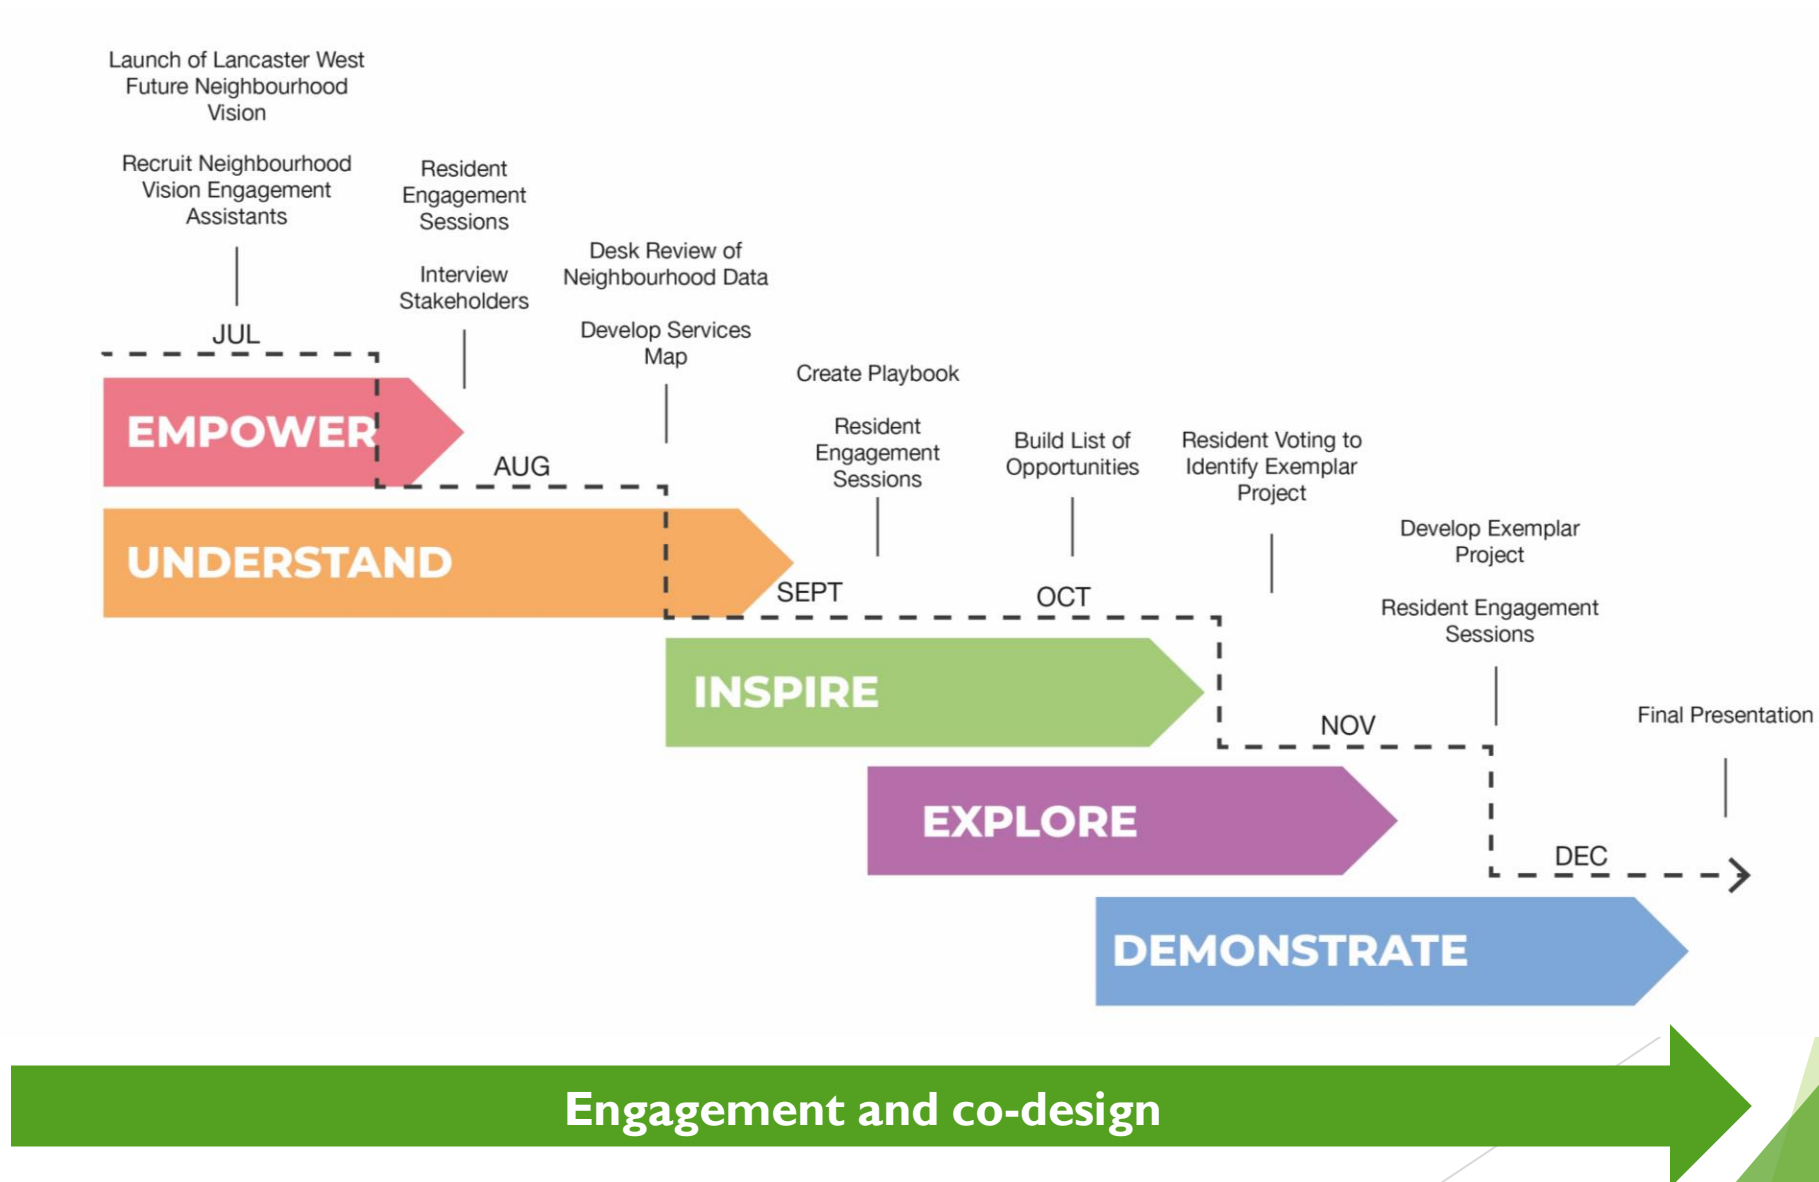 Launch of Lancaster West
Future Neighbourhood
Vision
Recruit Neighbourhood
Vision Engagement
Assistants
JUL
Resident
Engagement
Sessions
Interview
Stakeholders
EMPOWER
AUG
Desk Review of
Neighbourhood Data
Develop Services
Map
UNDERSTAND
SEPT
Create Playbook
Resident
Engagement
Sessions
OCT
Build List of
Opportunities
INSPIRE
Resident Voting to
Identify Exemplar
Project
NOV
EXPLORE
Develop Exemplar
Project
Resident Engagement
Sessions
DEC
Final Presentation
DEMONSTRATE
Engagement and co-design